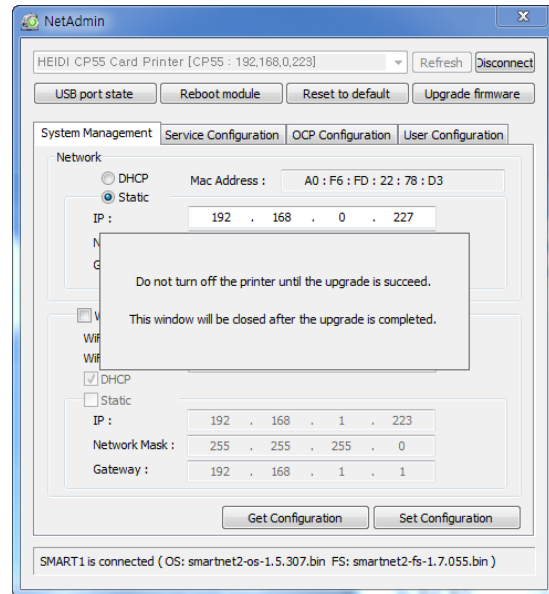 NetAdmin
HEIDI CP55 Card Printer [CP55 : 192,168,0,223]
Refresh
Disconnect
USB port state
Reboot module
Reset to default
Upgrade firmware
System Management
Service Configuration
OCP Configuration
User Configuration
Network
DHCP
Mac Address : A0 : F6 : FD : 22 : 78 : D3
Static
IP : 192 . 168 . 0 . 227
Do not turn off the printer until the upgrade is succeed.
This window will be closed after the upgrade is completed.
DHCP
Static
IP : 192 . 168 . 1 . 223
Network Mask : 255 . 255 . 255 . 0
Gateway : 192 . 168 . 1 . 1
Get Configuration
Set Configuration
SMART1 is connected ( OS: smartnet2-os-1.5.307.bin FS: smartnet2-fs-1.7.055.bin )